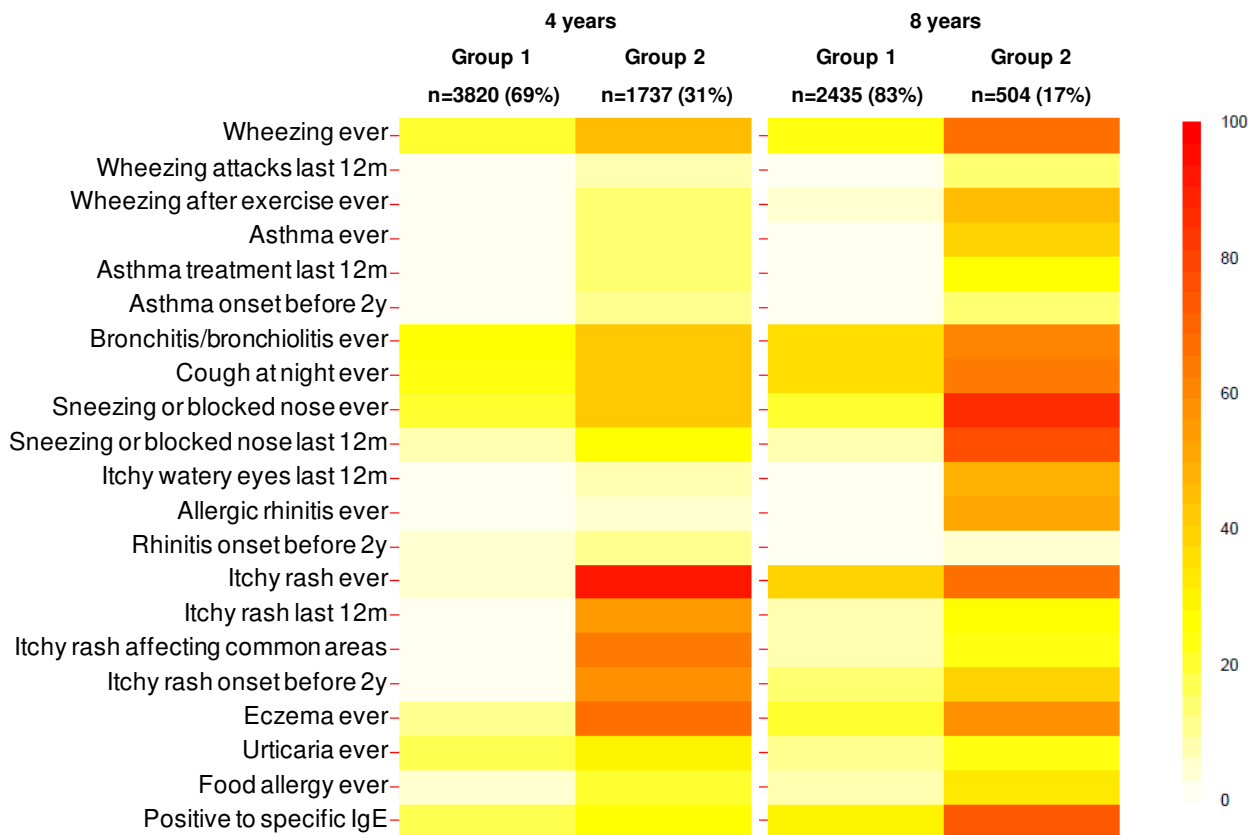 4 years 8 years
Group 1 Group 2 Group 1 Group 2
n=3820 (69%) n=1737 (31%) n=2435 (83%) n=504 (17%)
Wheezing ever
Wheezing attacks last 12m
Wheezing after exercise ever
Asthma ever
Asthma treatment last 12m
Asthma onset before 2y
Bronchitis/bronchiolitis ever
Cough at night ever
Sneezing or blocked nose ever
Sneezing or blocked nose last 12m
Itchy watery eyes last 12m
Allergic rhinitis ever
Rhinitis onset before 2y
Itchy rash ever
Itchy rash last 12m
Itchy rash affecting common areas
Itchy rash onset before 2y
Eczema ever
Urticaria ever
Food allergy ever
Positive to specific IgE
100
80
60
40
20
0